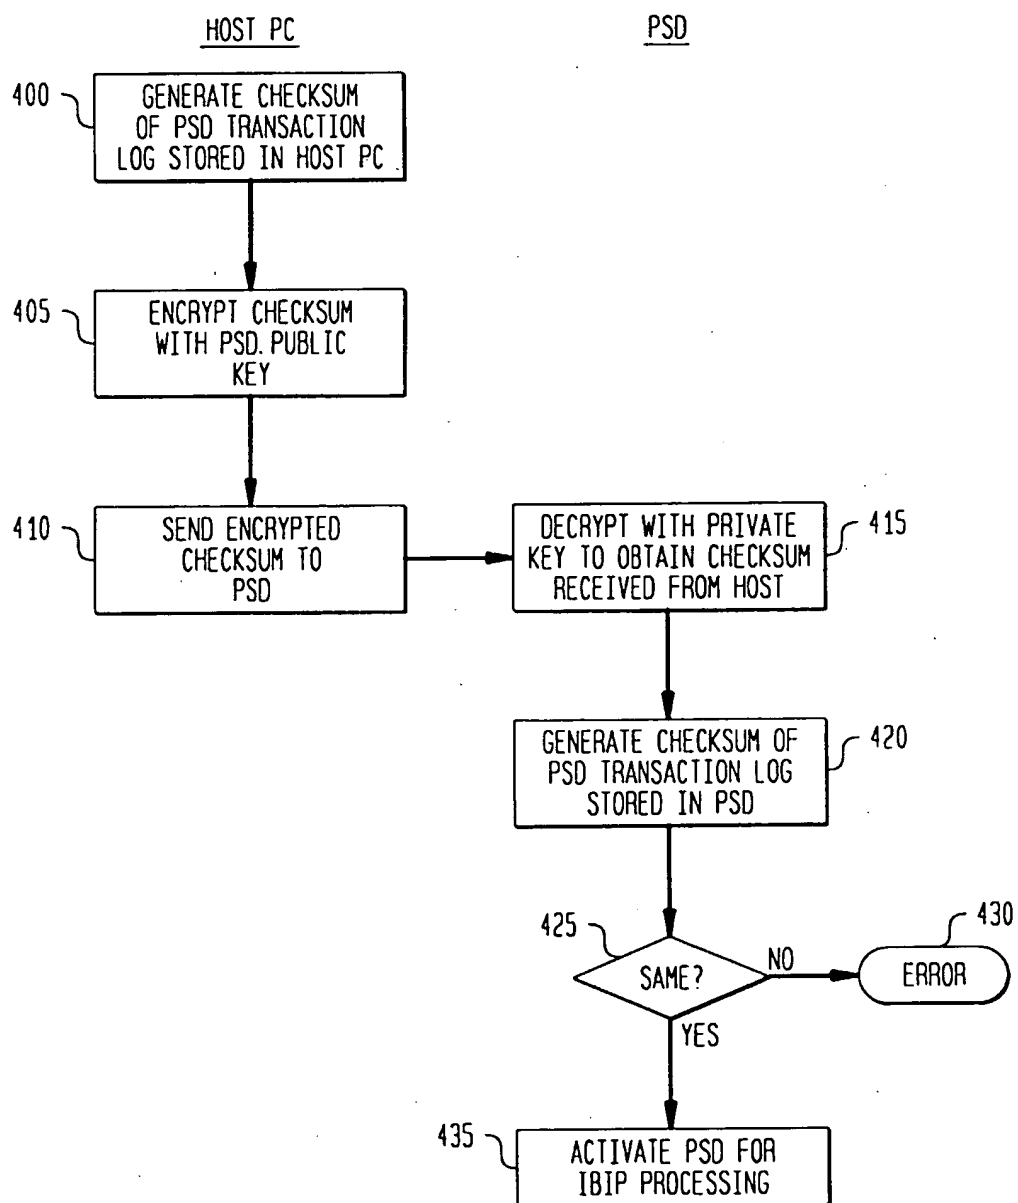 HOST PC
PSD
400
GENERATE CHECKSUM
OF PSD TRANSACTION
LOG STORED IN HOST PC
405
ENCRYPT CHECKSUM
WITH PSD.PUBLIC
KEY
410
SEND ENCRYPTED
CHECKSUM TO
PSD
DECRYPT WITH PRIVATE
KEY TO OBTAIN CHECKSUM
RECEIVED FROM HOST
415
GENERATE CHECKSUM OF
PSD TRANSACTION LOG
STORED IN PSD
420
425
SAME?
NO
430
ERROR
YES
435
ACTIVATE PSD FOR
IBIP PROCESSING